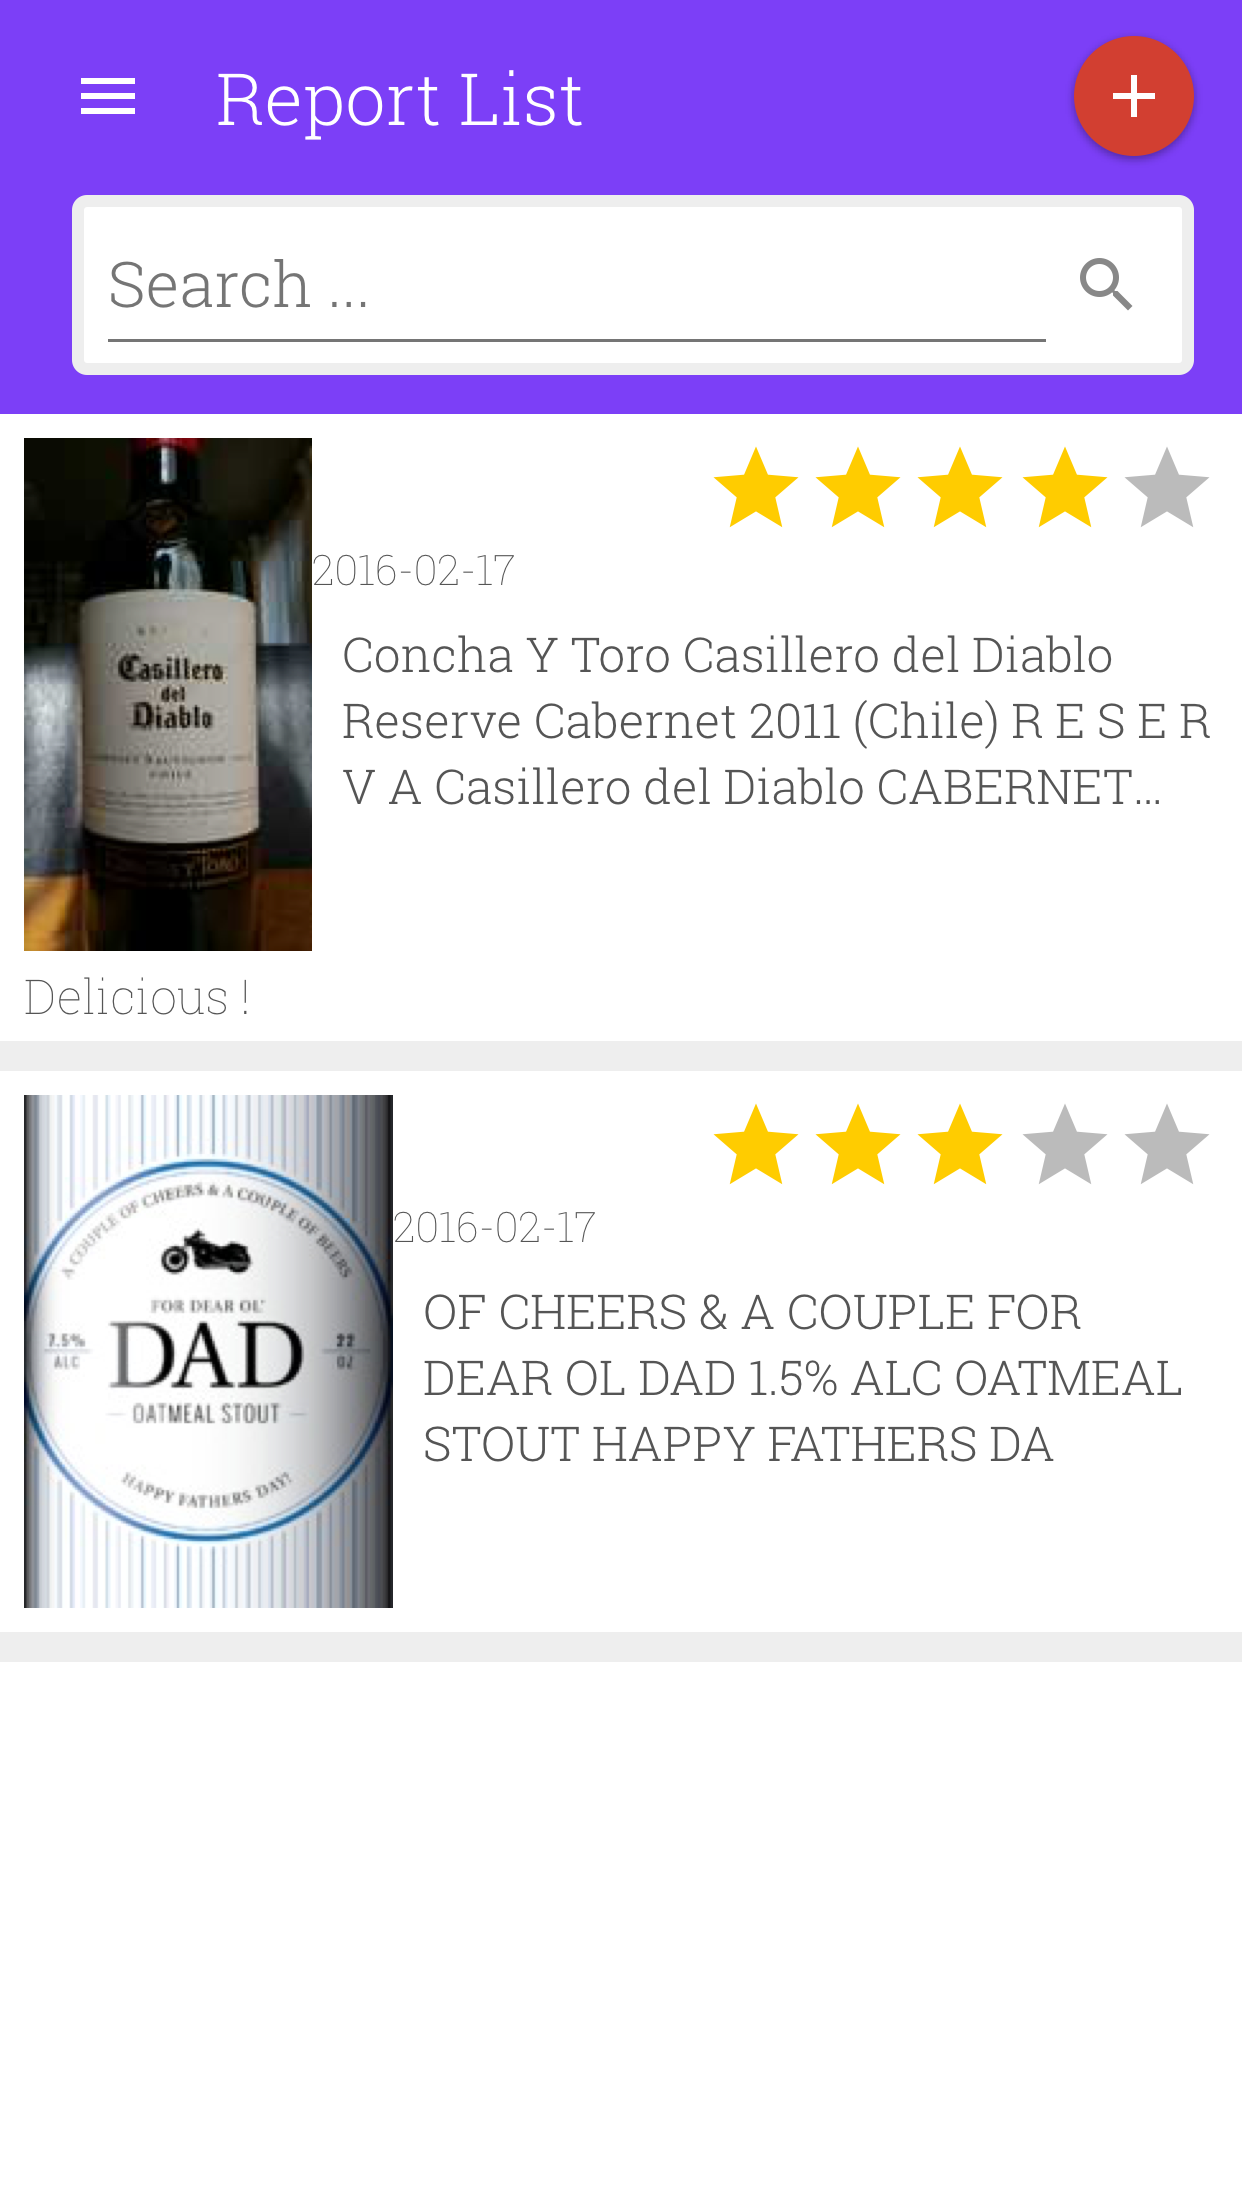 Report List
Search ...
2016-02-17
Concha Y Toro Casillero del Diablo
Reserve Cabernet 2011 (Chile) R E S E R
V A Casillero del Diablo CABERNET...
Casillero
del
Diablo
Delicious !
2016-02-17
OF CHEERS & A COUPLE FOR
DEAR OL DAD 1.5% ALC OATMEAL
STOUT HAPPY FATHERS DA
A COUPLE OF CHEERS & A COUPLE OF BEERS
FOR DEAR OL'
7.5%
ALC
DAD
22
OZ
OATMEAL STOUT
HAPPY FATHERS DAY!